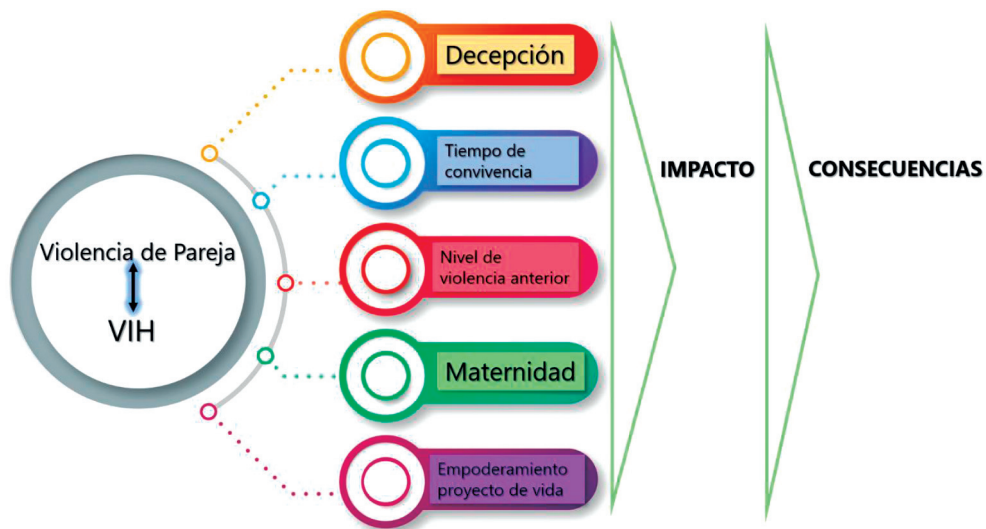 Violencia de Pareja
VIH
Decepción
Tiempo de
convivencia
Nivel de
violencia anterior
Maternidad
Empoderamiento
proyecto de vida
IMPACTO
CONSECUENCIAS